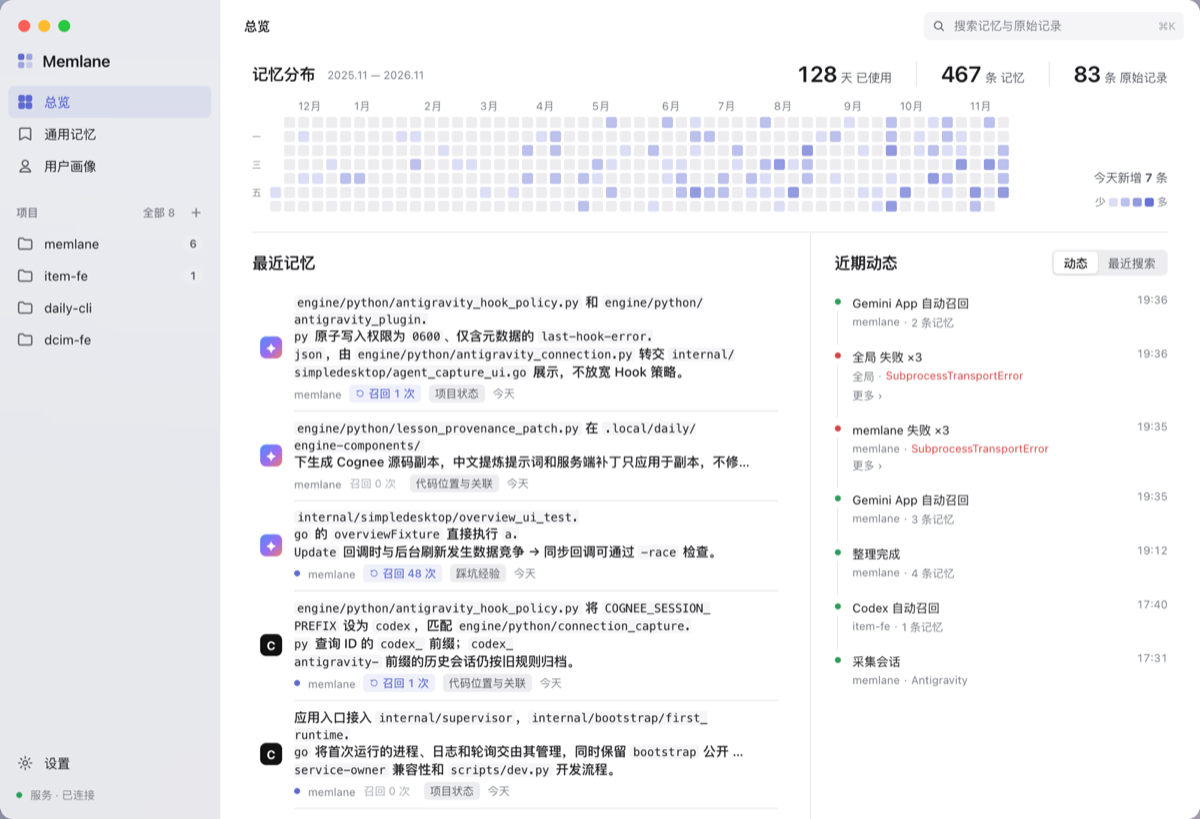 Memlane
总览
通用记忆
用户画像
项目
全部 8 +
memlane 6
item-fe 1
daily-cli
dcim-fe
设置
服务 · 已连接
总览
搜索记忆与原始记录 ⌘K
记忆分布 2025.11 — 2026.11
128 天 已使用
467 条 记忆
83 条 原始记录
12月 1月 2月 3月 4月 5月 6月 7月 8月 9月 10月 11月
一
三
五
今天新增 7 条
少 多
最近记忆
engine/python/antigravity_hook_policy.py 和 engine/python/
antigravity_plugin.
py 原子写入权限为 0600、仅含元数据的 last-hook-error.
json，由 engine/python/antigravity_connection.py 转交 internal/
simpledesktop/agent_capture_ui.go 展示，不放宽 Hook 策略。
memlane 召回 1 次 项目状态 今天
engine/python/lesson_provenance_patch.py 在 .local/daily/
engine-components/
下生成 Cognee 源码副本，中文提炼提示词和服务端补丁只应用于副本，不修...
memlane 召回 0 次 代码位置与关联 今天
internal/simpledesktop/overview_ui_test.
go 的 overviewFixture 直接执行 a.
Update 回调时与后台刷新发生数据竞争 → 同步回调可通过 -race 检查。
memlane 召回 48 次 踩坑经验 今天
engine/python/antigravity_hook_policy.py 将 COGNEE_SESSION_
PREFIX 设为 codex，匹配 engine/python/connection_capture.
py 查询 ID 的 codex_ 前缀；codex_
antigravity- 前缀的历史会话仍按旧规则归档。
memlane 召回 1 次 代码位置与关联 今天
应用入口接入 internal/supervisor，internal/bootstrap/first_
runtime.
go 将首次运行的进程、日志和轮询交由其管理，同时保留 bootstrap 公开 ...
service-owner 兼容性和 scripts/dev.py 开发流程。
memlane 召回 0 次 项目状态 今天
近期动态
动态 最近搜索
Gemini App 自动召回 19:36
memlane · 2 条记忆
全局 失败 ×3 19:36
全局 · SubprocessTransportError
更多 ›
memlane 失败 ×3 19:35
memlane · SubprocessTransportError
更多 ›
Gemini App 自动召回 19:35
memlane · 3 条记忆
整理完成 19:12
memlane · 4 条记忆
Codex 自动召回 17:40
item-fe · 1 条记忆
采集会话 17:31
memlane · Antigravity